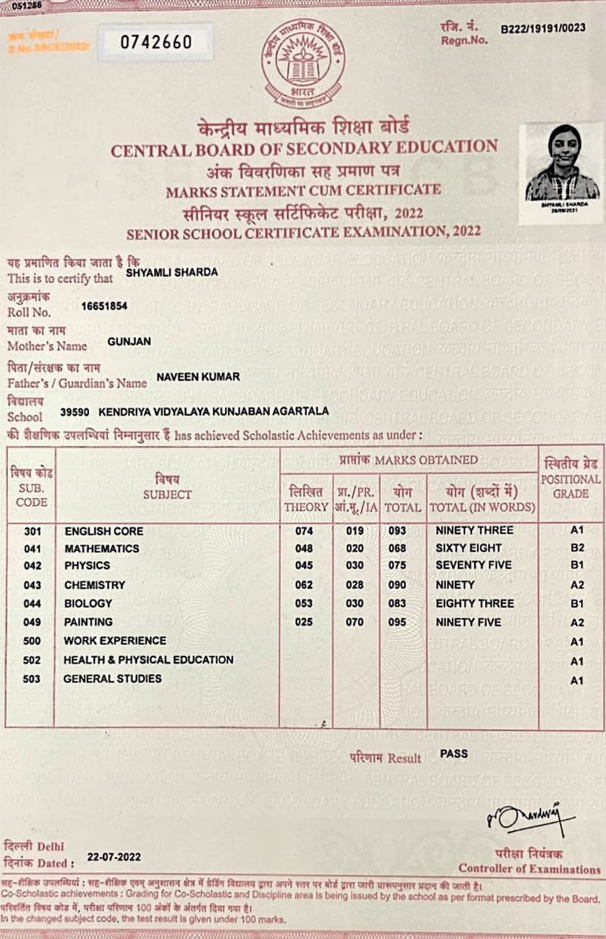 051286
क्रम संख्या /
S.No.SSCE/2022/
0742660
रजि. नं.
Regn.No.
B222/19191/0023
केन्द्रीय माध्यमिक शिक्षा बोर्ड
भारत
असतो मा सद्गमय
केन्द्रीय माध्यमिक शिक्षा बोर्ड
CENTRAL BOARD OF SECONDARY EDUCATION
अंक विवरणिका सह प्रमाण पत्र
MARKS STATEMENT CUM CERTIFICATE
सीनियर स्कूल सर्टिफिकेट परीक्षा, 2022
SENIOR SCHOOL CERTIFICATE EXAMINATION, 2022
SHYAMLI SHARDA
26/09/2021
यह प्रमाणित किया जाता है कि
This is to certify that SHYAMLI SHARDA
अनुक्रमांक
Roll No. 16651854
माता का नाम
Mother's Name GUNJAN
पिता/संरक्षक का नाम
Father's / Guardian's Name NAVEEN KUMAR
विद्यालय
School 39590 KENDRIYA VIDYALAYA KUNJABAN AGARTALA
की शैक्षणिक उपलब्धियां निम्नानुसार हैं has achieved Scholastic Achievements as under :
विषय कोड
SUB.
CODE
विषय
SUBJECT
प्राप्तांक MARKS OBTAINED
लिखित
THEORY
प्रा./PR.
आं.मू./IA
योग
TOTAL
योग (शब्दों में)
TOTAL (IN WORDS)
स्थितीय ग्रेड
POSITIONAL
GRADE
301 ENGLISH CORE 074 019 093 NINETY THREE A1
041 MATHEMATICS 048 020 068 SIXTY EIGHT B2
042 PHYSICS 045 030 075 SEVENTY FIVE B1
043 CHEMISTRY 062 028 090 NINETY A2
044 BIOLOGY 053 030 083 EIGHTY THREE B1
049 PAINTING 025 070 095 NINETY FIVE A2
500 WORK EXPERIENCE A1
502 HEALTH & PHYSICAL EDUCATION A1
503 GENERAL STUDIES A1
परिणाम Result PASS
दिल्ली Delhi
दिनांक Dated : 22-07-2022
परीक्षा नियंत्रक
Controller of Examinations
सह-शैक्षिक उपलब्धियां : सह-शैक्षिक एवम् अनुशासन क्षेत्र में ग्रेडिंग विद्यालय द्वारा अपने स्तर पर बोर्ड द्वारा जारी प्रारूपनुसार प्रदान की जाती है।
Co-Scholastic achievements : Grading for Co-Scholastic and Discipline area is being issued by the school as per format prescribed by the Board.
परिवर्तित विषय कोड में, परीक्षा परिणाम 100 अंकों के अंतर्गत दिया गया है।
In the changed subject code, the test result is given under 100 marks.